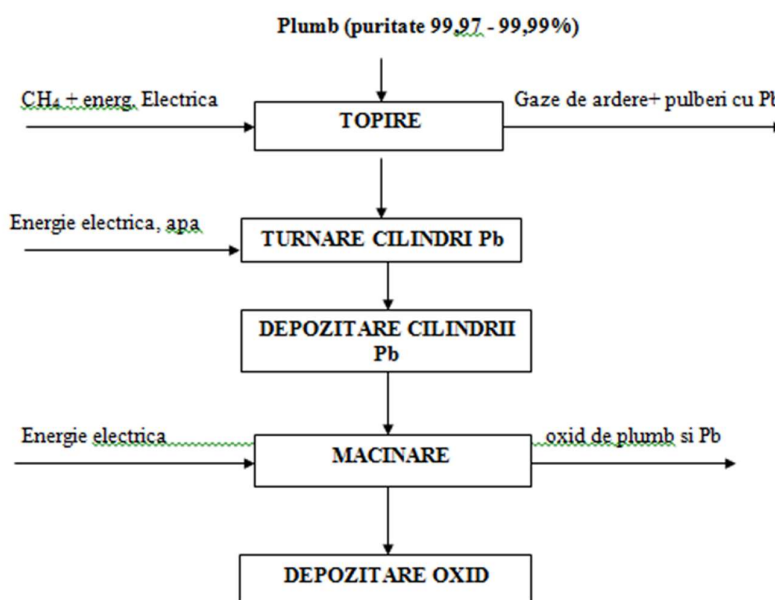 Plumb (puritate 99,97 - 99,99%)
CH₄ + energ. Electrica
TOPIRE
Gaze de ardere+ pulberi cu Pb
Energie electrica, apa
TURNARE CILINDRI Pb
DEPOZITARE CILINDRII
Pb
Energie electrica
MACINARE
oxid de plumb si Pb
DEPOZITARE OXID